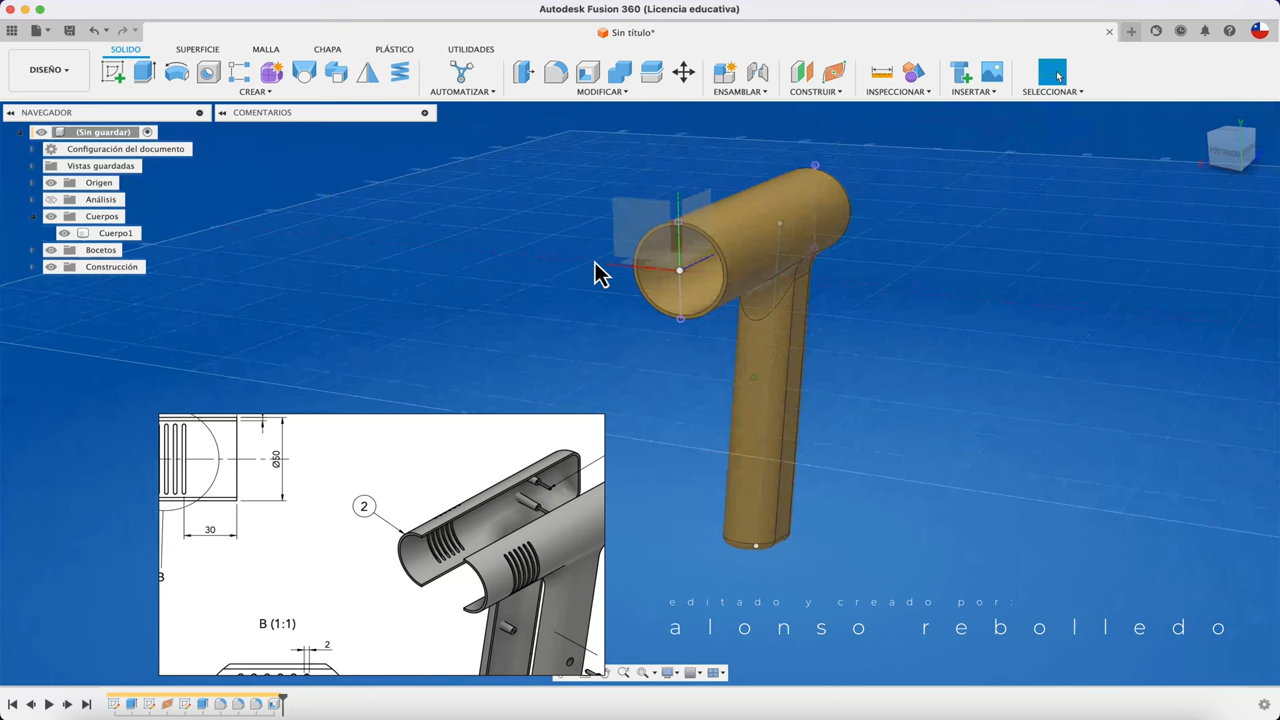 Autodesk Fusion 360 (Licencia educativa)
Sin título*
DISEÑO
SOLIDO
SUPERFICIE
MALLA
CHAPA
PLÁSTICO
UTILIDADES
CREAR
AUTOMATIZAR
MODIFICAR
ENSAMBLAR
CONSTRUIR
INSPECCIONAR
INSERTAR
SELECCIONAR
NAVEGADOR
COMENTARIOS
(Sin guardar)
Configuración del documento
Vistas guardadas
Origen
Análisis
Cuerpos
Cuerpo1
Bocetos
Construcción
Y
Ø50
30
2
B
B (1:1)
2
editado y creado por:
alonso rebolledo